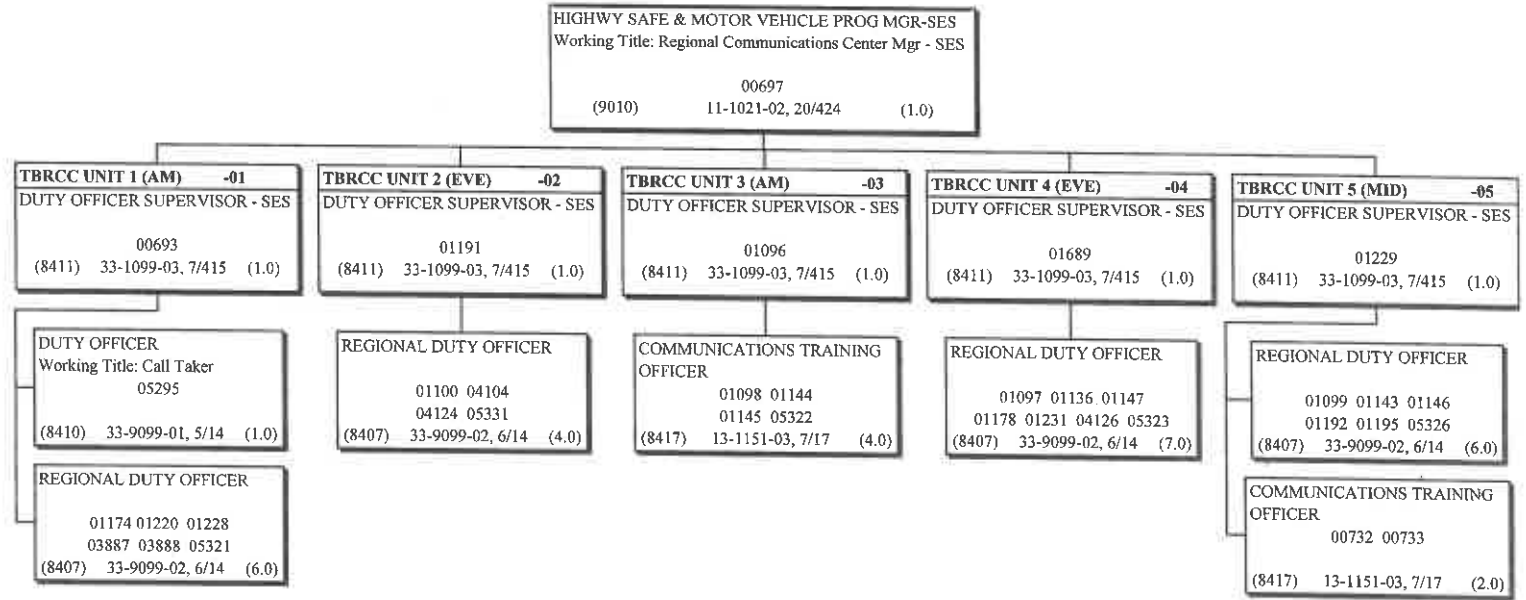 HIGHWY SAFE & MOTOR VEHICLE PROG MGR-SES
Working Title: Regional Communications Center Mgr - SES
00697
(9010) 11-1021-02, 20/424 (1.0)
TBRCC UNIT 1 (AM) -01
DUTY OFFICER SUPERVISOR - SES
00693
(8411) 33-1099-03, 7/415 (1.0)
DUTY OFFICER
Working Title: Call Taker
05295
(8410) 33-9099-01, 5/14 (1.0)
REGIONAL DUTY OFFICER
01174 01220 01228
03887 03888 05321
(8407) 33-9099-02, 6/14 (6.0)
TBRCC UNIT 2 (EVE) -02
DUTY OFFICER SUPERVISOR - SES
01191
(8411) 33-1099-03, 7/415 (1.0)
REGIONAL DUTY OFFICER
01100 04104
04124 05331
(8407) 33-9099-02, 6/14 (4.0)
TBRCC UNIT 3 (AM) -03
DUTY OFFICER SUPERVISOR - SES
01096
(8411) 33-1099-03, 7/415 (1.0)
COMMUNICATIONS TRAINING
OFFICER
01098 01144
01145 05322
(8417) 13-1151-03, 7/17 (4.0)
TBRCC UNIT 4 (EVE) -04
DUTY OFFICER SUPERVISOR - SES
01689
(8411) 33-1099-03, 7/415 (1.0)
REGIONAL DUTY OFFICER
01097 01136 01147
01178 01231 04126 05323
(8407) 33-9099-02, 6/14 (7.0)
TBRCC UNIT 5 (MID) -05
DUTY OFFICER SUPERVISOR - SES
01229
(8411) 33-1099-03, 7/415 (1.0)
REGIONAL DUTY OFFICER
01099 01143 01146
01192 01195 05326
(8407) 33-9099-02, 6/14 (6.0)
COMMUNICATIONS TRAINING
OFFICER
00732 00733
(8417) 13-1151-03, 7/17 (2.0)